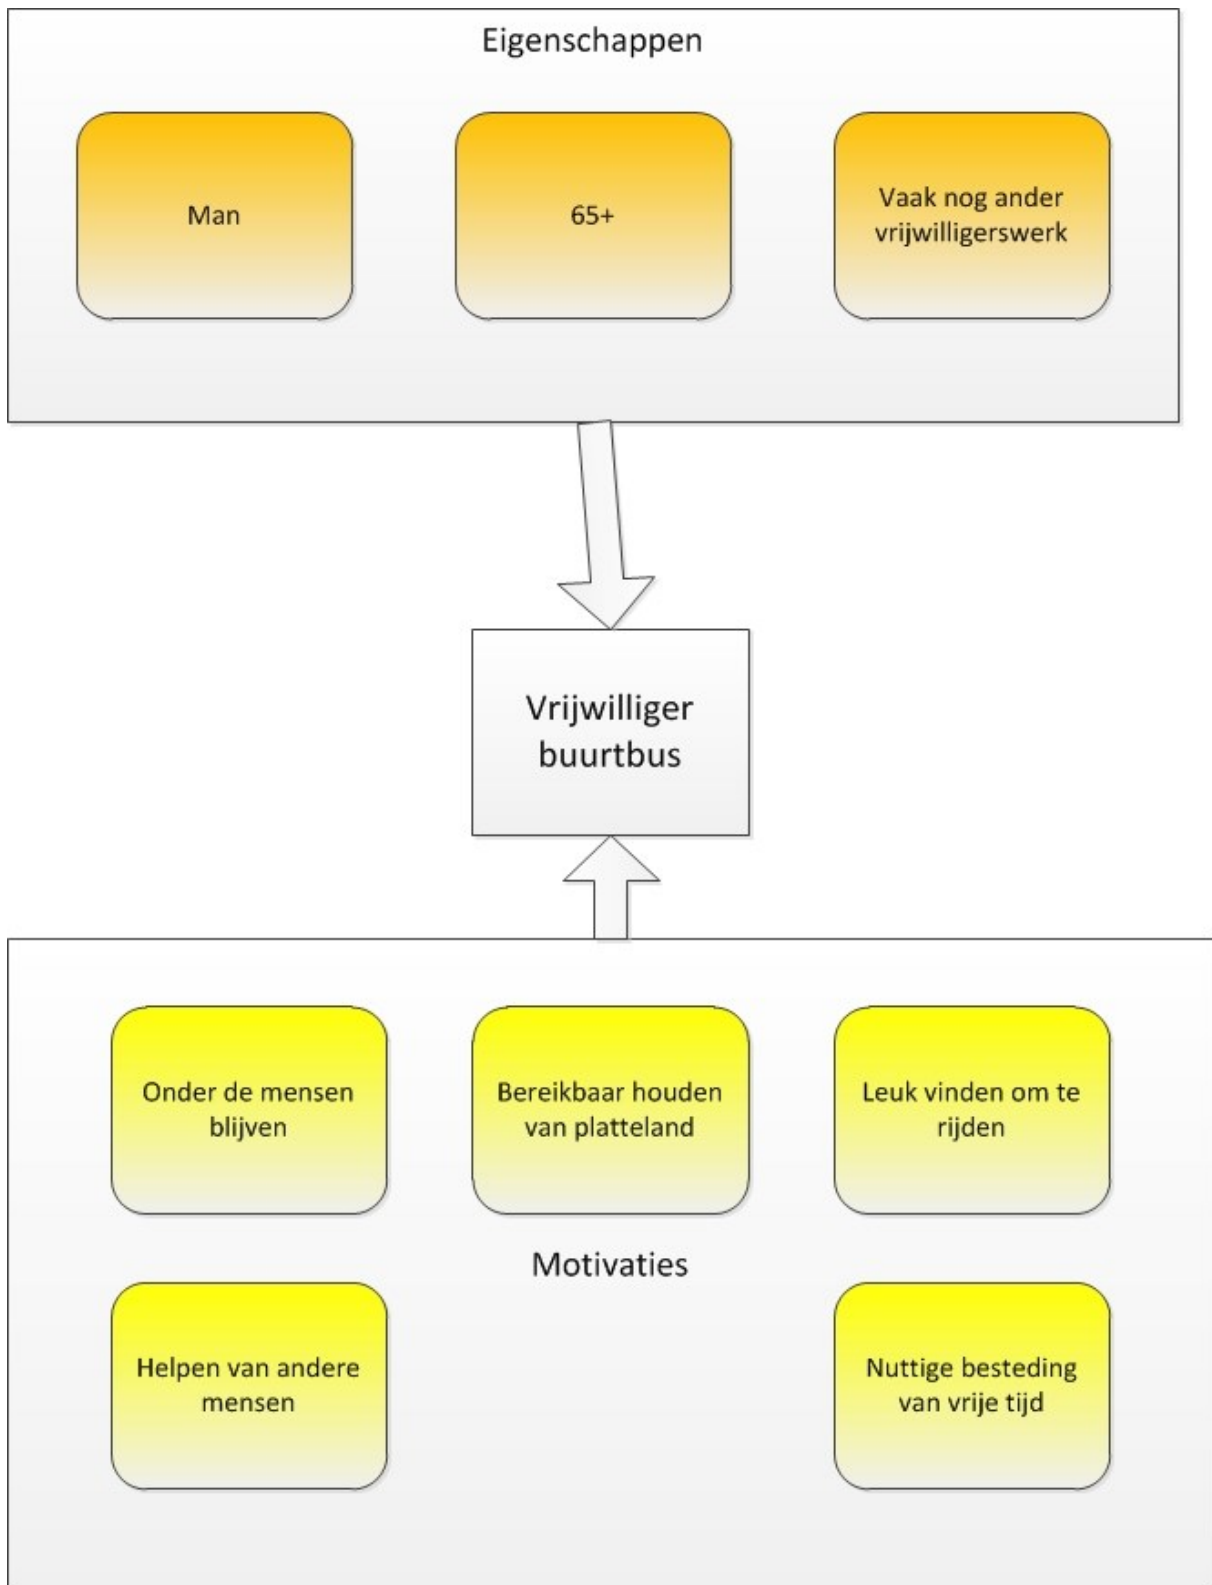 Eigenschappen
Man
65+
Vaak nog ander
vrijwilligerswerk
Vrijwilliger
buurtbus
Onder de mensen
blijven
Bereikbaar houden
van platteland
Leuk vinden om te
rijden
Motivaties
Helpen van andere
mensen
Nuttige besteding
van vrije tijd